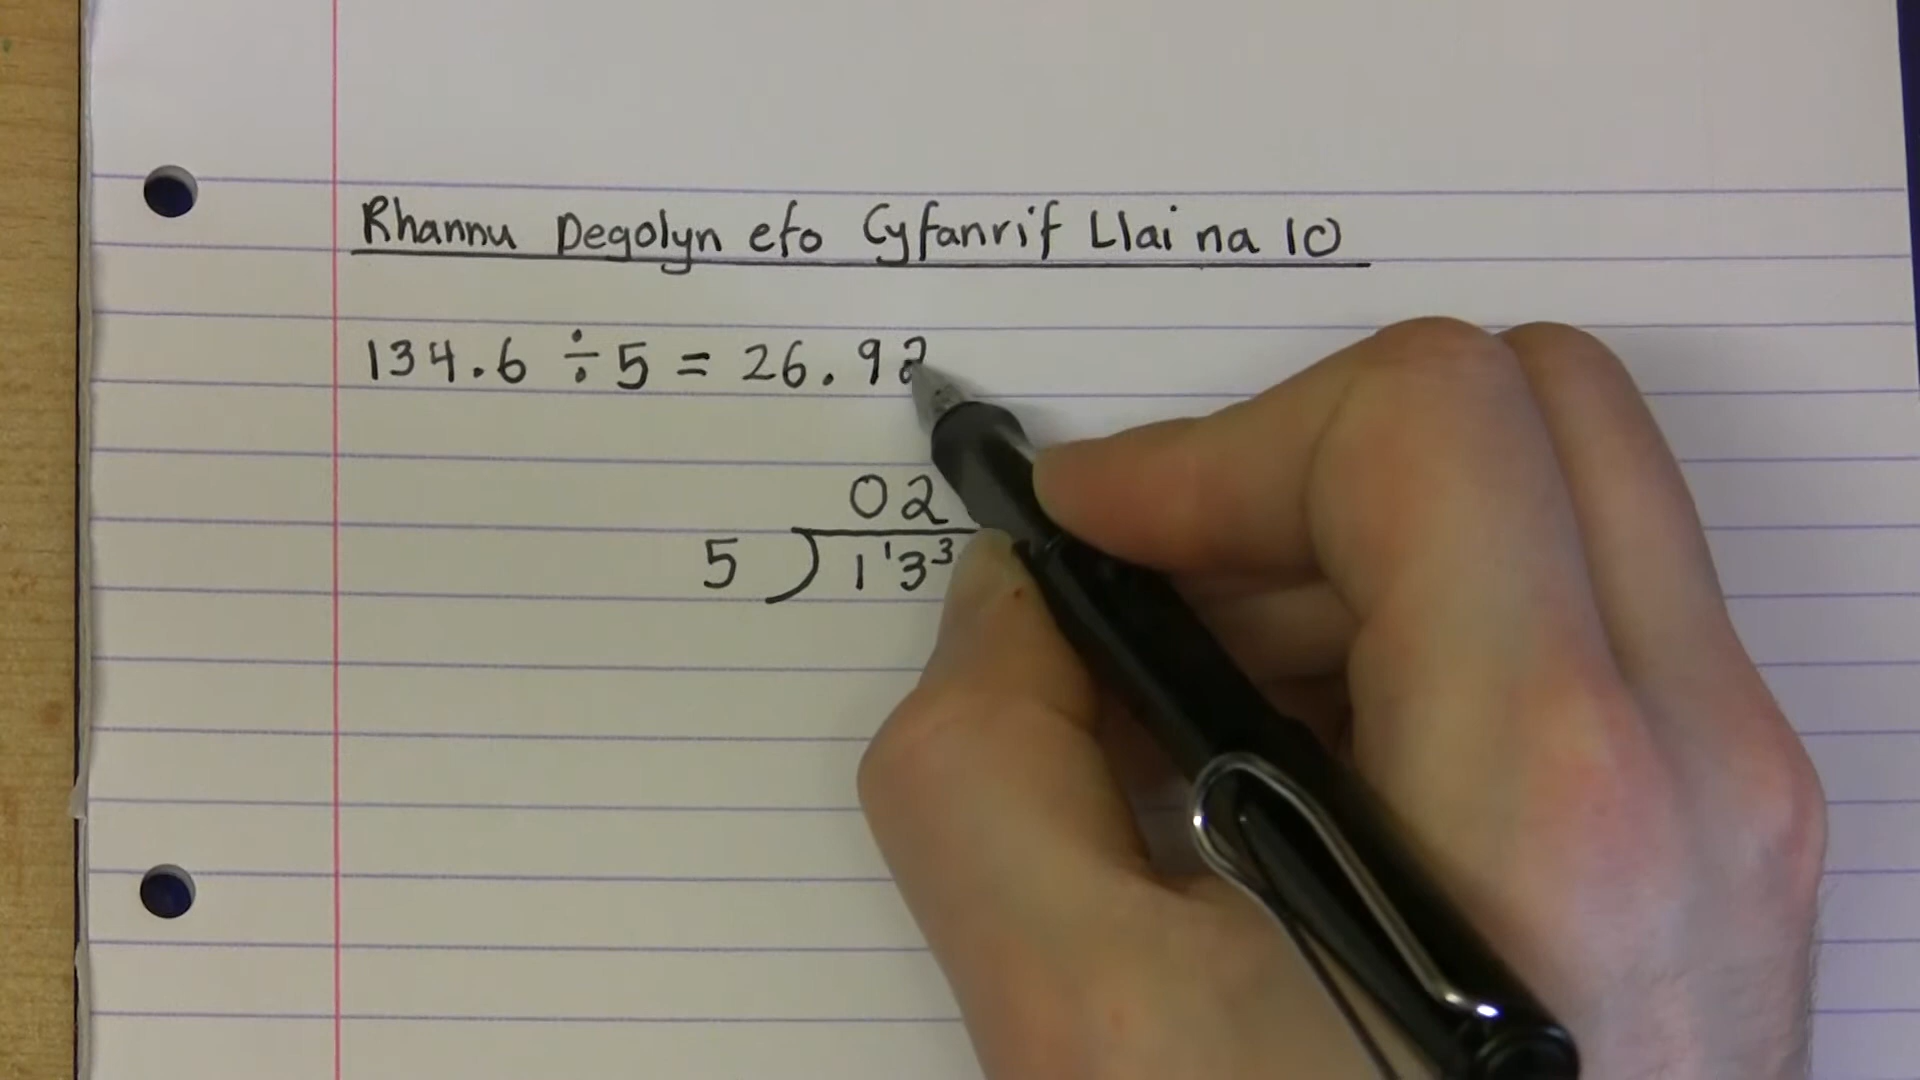 Rhannu Degolyn efo Cyfanrif Llai na 10
134.6 ÷ 5 = 26.92
02
5 ) 1 1 3 3